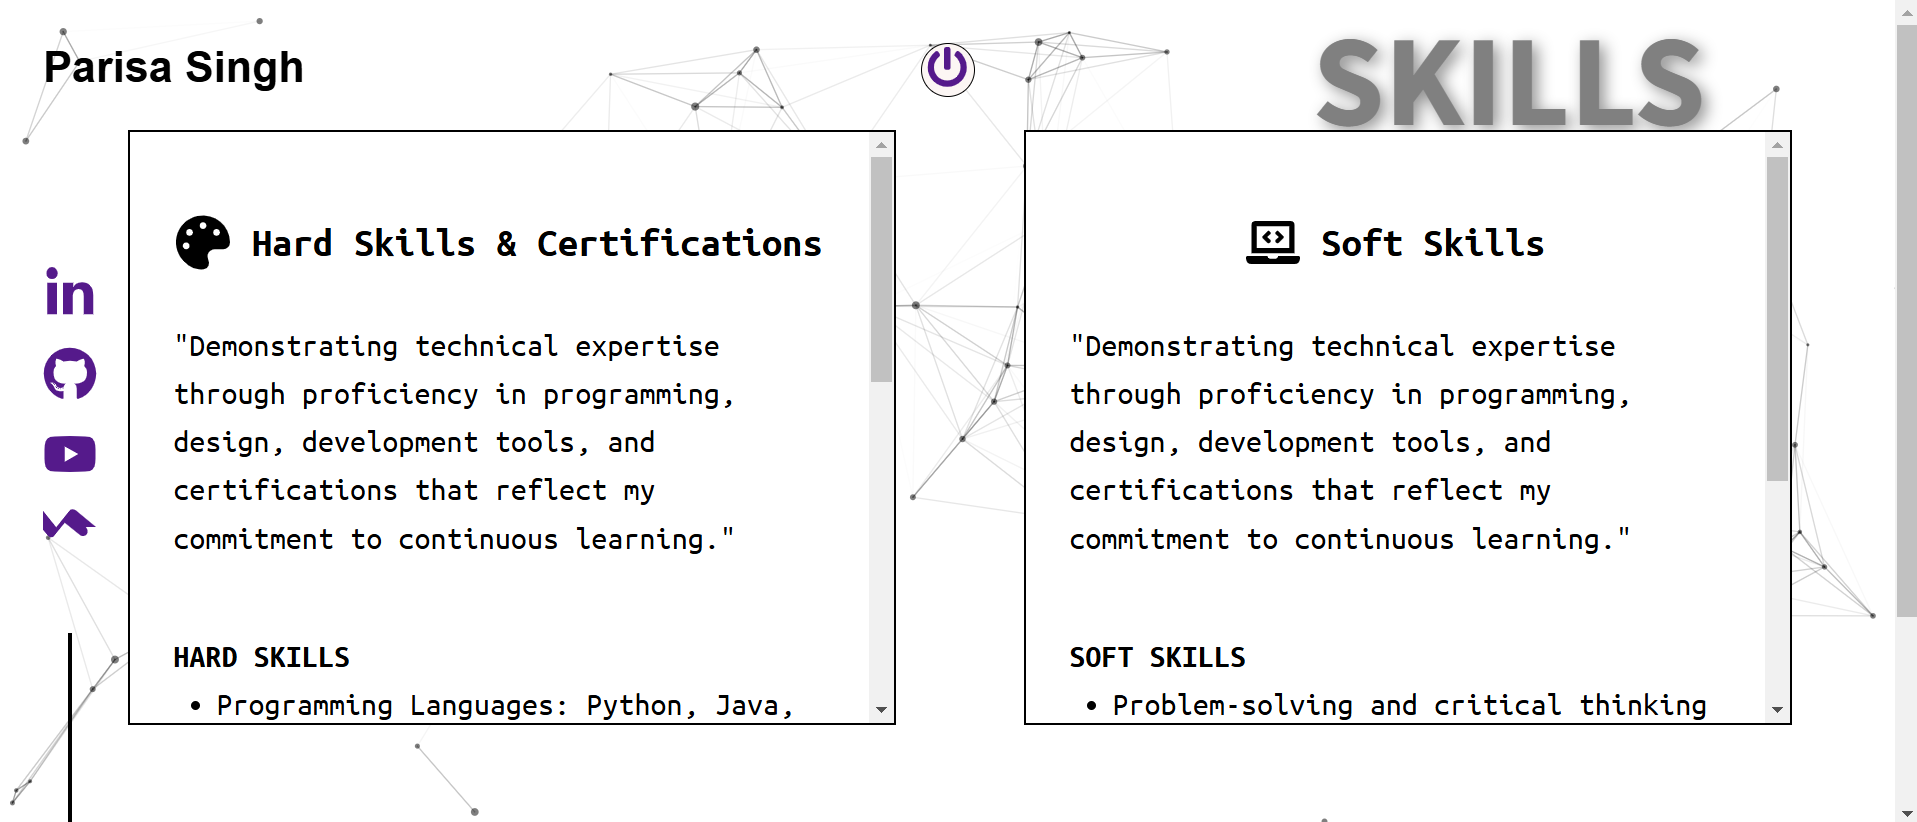 Parisa Singh
SKILLS
Hard Skills & Certifications
"Demonstrating technical expertise
through proficiency in programming,
design, development tools, and
certifications that reflect my
commitment to continuous learning."
HARD SKILLS
• Programming Languages: Python, Java,
Soft Skills
"Demonstrating technical expertise
through proficiency in programming,
design, development tools, and
certifications that reflect my
commitment to continuous learning."
SOFT SKILLS
• Problem-solving and critical thinking
in